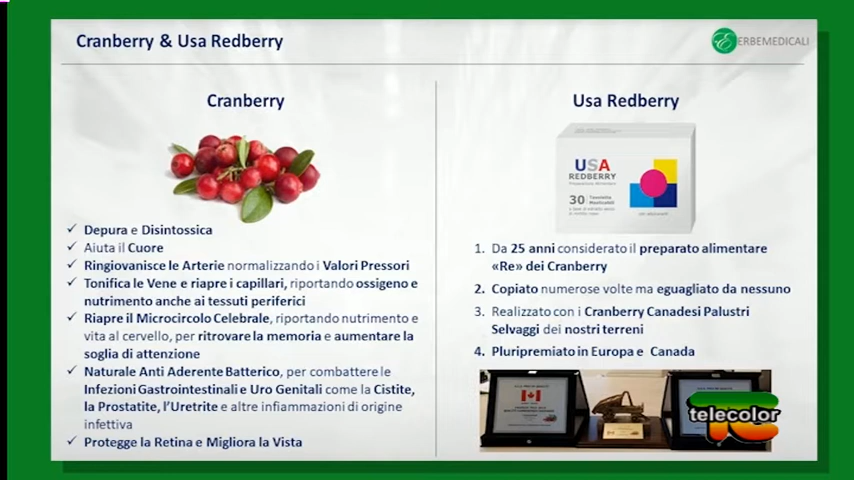 Cranberry & Usa Redberry
ERBEMEDICALI
Cranberry
Depura e Disintossica
Aiuta il Cuore
Ringiovanisce le Arterie normalizzando i Valori Pressori
Tonifica le Vene e riapre i capillari, riportando ossigeno e
nutrimento anche ai tessuti periferici
Riapre il Microcircolo Celebrale, riportando nutrimento e
vita al cervello, per ritrovare la memoria e aumentare la
soglia di attenzione
Naturale Anti Aderente Batterico, per combattere le
Infezioni Gastrointestinali e Uro Genitali come la Cistite,
la Prostatite, l'Uretrite e altre infiammazioni di origine
infettiva
Protegge la Retina e Migliora la Vista
Usa Redberry
USA
REDBERRY
30
1. Da 25 anni considerato il preparato alimentare
«Re» dei Cranberry
2. Copiato numerose volte ma eguagliato da nessuno
3. Realizzato con i Cranberry Canadesi Palustri
Selvaggi dei nostri terreni
4. Pluripremiato in Europa e Canada
telecolor